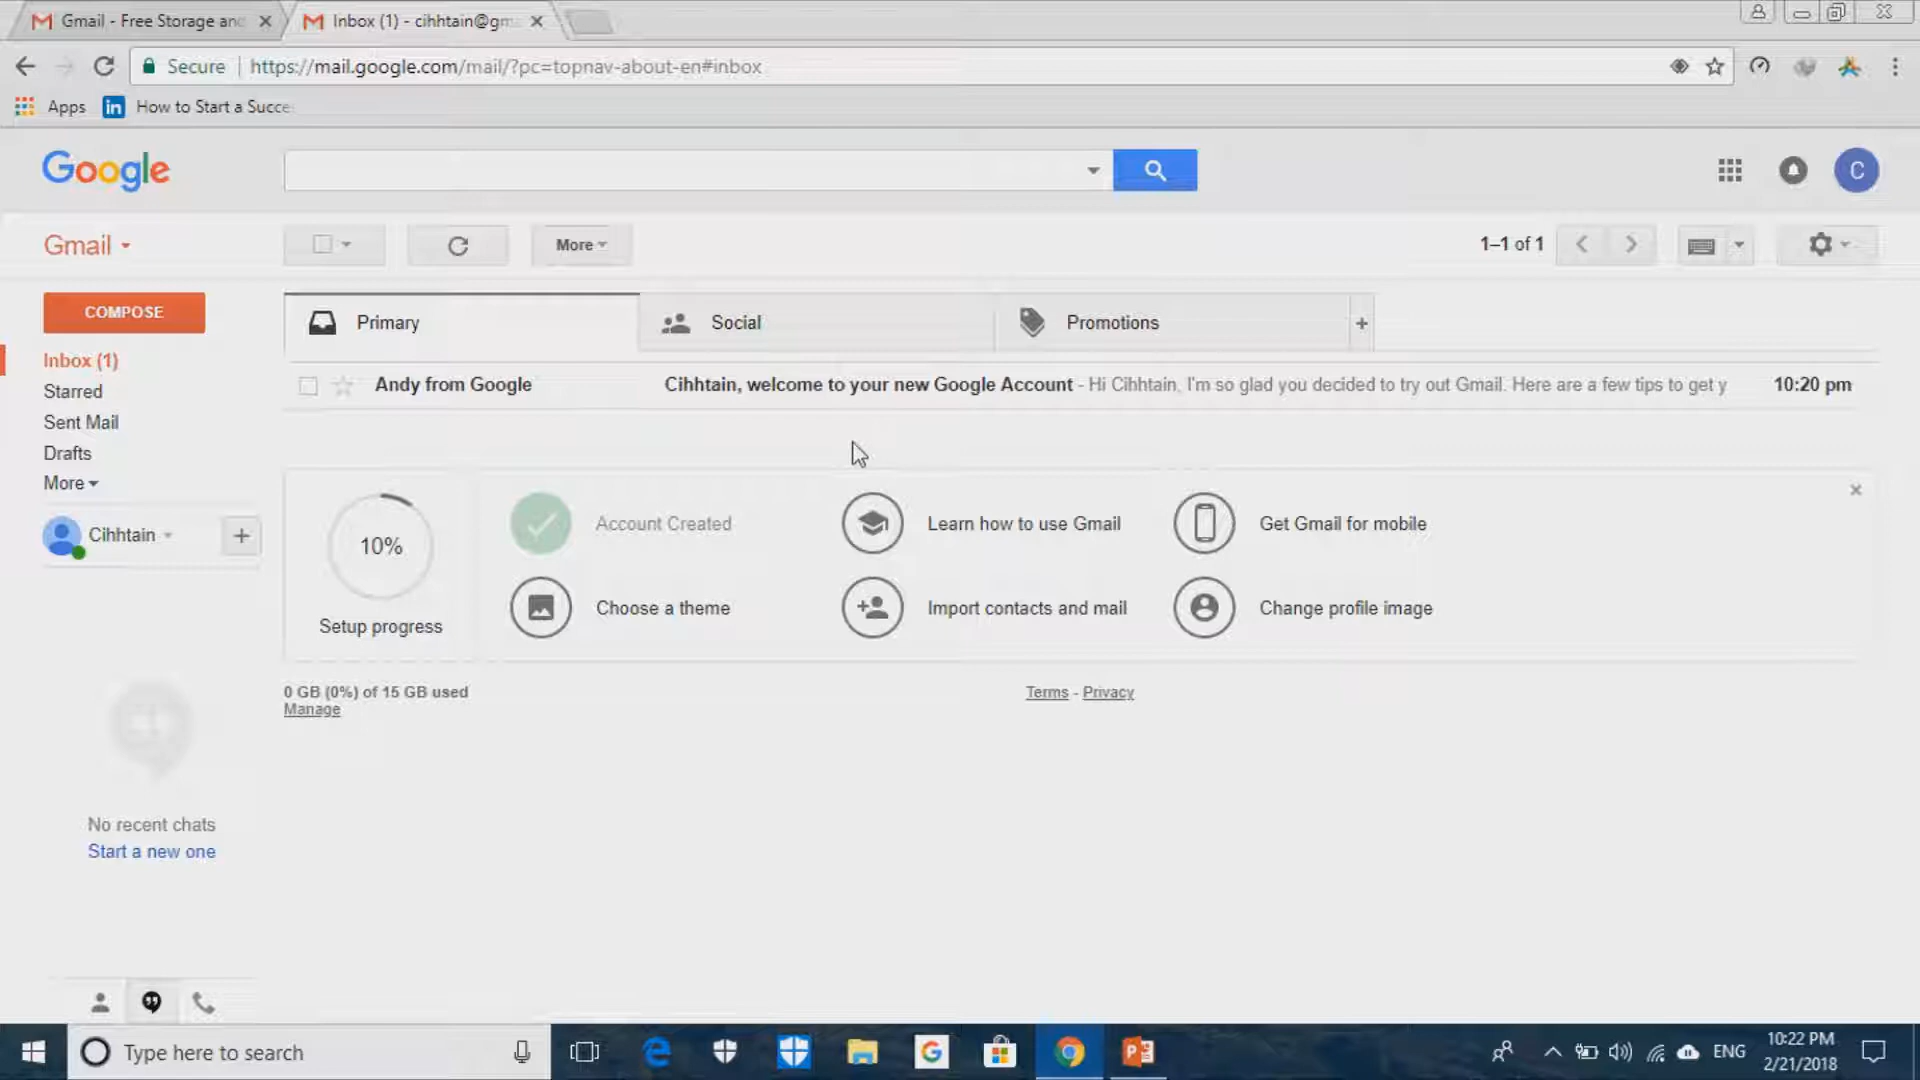 Gmail - Free Storage and
Inbox (1) - cihhtain@gm
Secure
https://mail.google.com/mail/?pc=topnav-about-en#inbox
Apps
in
How to Start a Succes
Google
C
Gmail
More
1–1 of 1
COMPOSE
Primary
Social
Promotions
+
Inbox (1)
Starred
Sent Mail
Drafts
More
Andy from Google
Cihhtain, welcome to your new Google Account - Hi Cihhtain, I'm so glad you decided to try out Gmail. Here are a few tips to get y
10:20 pm
Cihhtain
+
10%
Setup progress
Account Created
Learn how to use Gmail
Get Gmail for mobile
Choose a theme
Import contacts and mail
Change profile image
0 GB (0%) of 15 GB used
Manage
Terms - Privacy
No recent chats
Start a new one
Type here to search
ENG
10:22 PM
2/21/2018